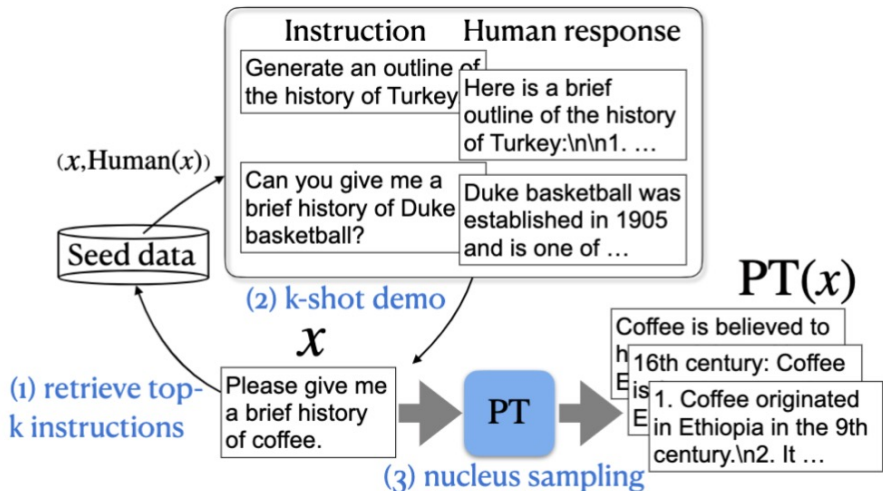 Instruction Human response
Generate an outline of
the history of Turkey
Here is a brief
outline of the history
of Turkey:\n\n1. ...
(x,Human(x))
Can you give me a
brief history of Duke
basketball?
Duke basketball was
established in 1905
and is one of ...
Seed data
(2) k-shot demo
PT(x)
x
(1) retrieve top-
k instructions
Please give me
a brief history
of coffee.
PT
Coffee is believed to
h
E
16th century: Coffee
is
E
1. Coffee originated
in Ethiopia in the 9th
century.\n2. It ...
(3) nucleus sampling